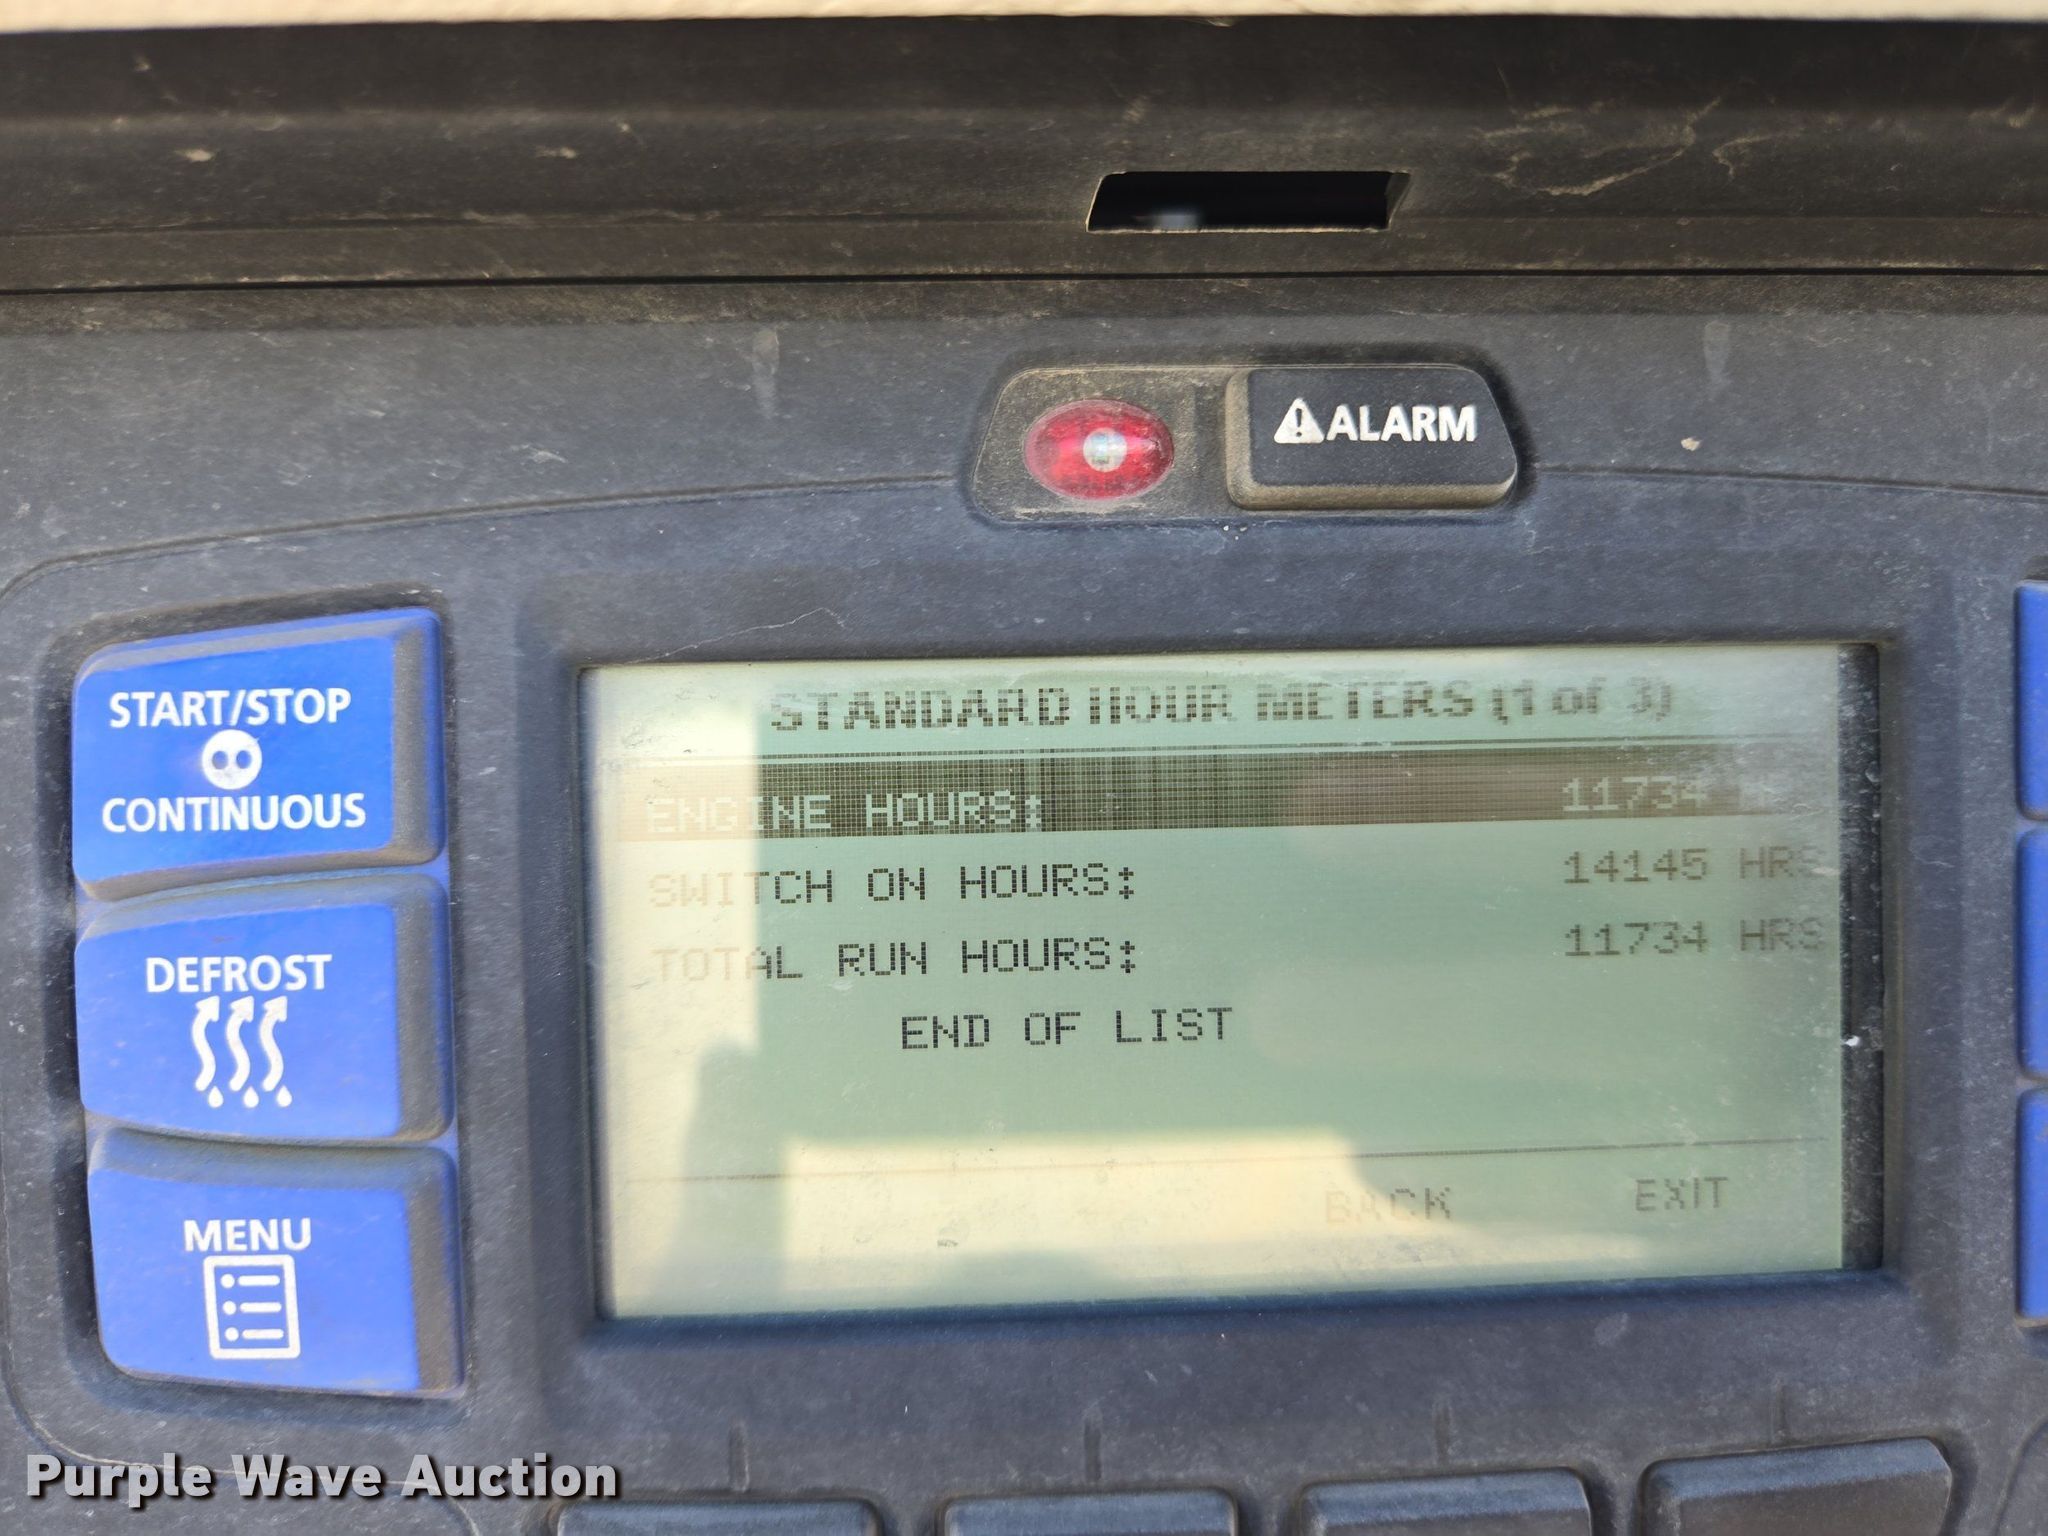 ALARM
START/STOP
CONTINUOUS
DEFROST
MENU
STANDARD HOUR METERS (1 of 3)
ENGINE HOURS: 11734
SWITCH ON HOURS: 14145 HRS
TOTAL RUN HOURS: 11734 HRS
END OF LIST
BACK EXIT
Purple Wave Auction